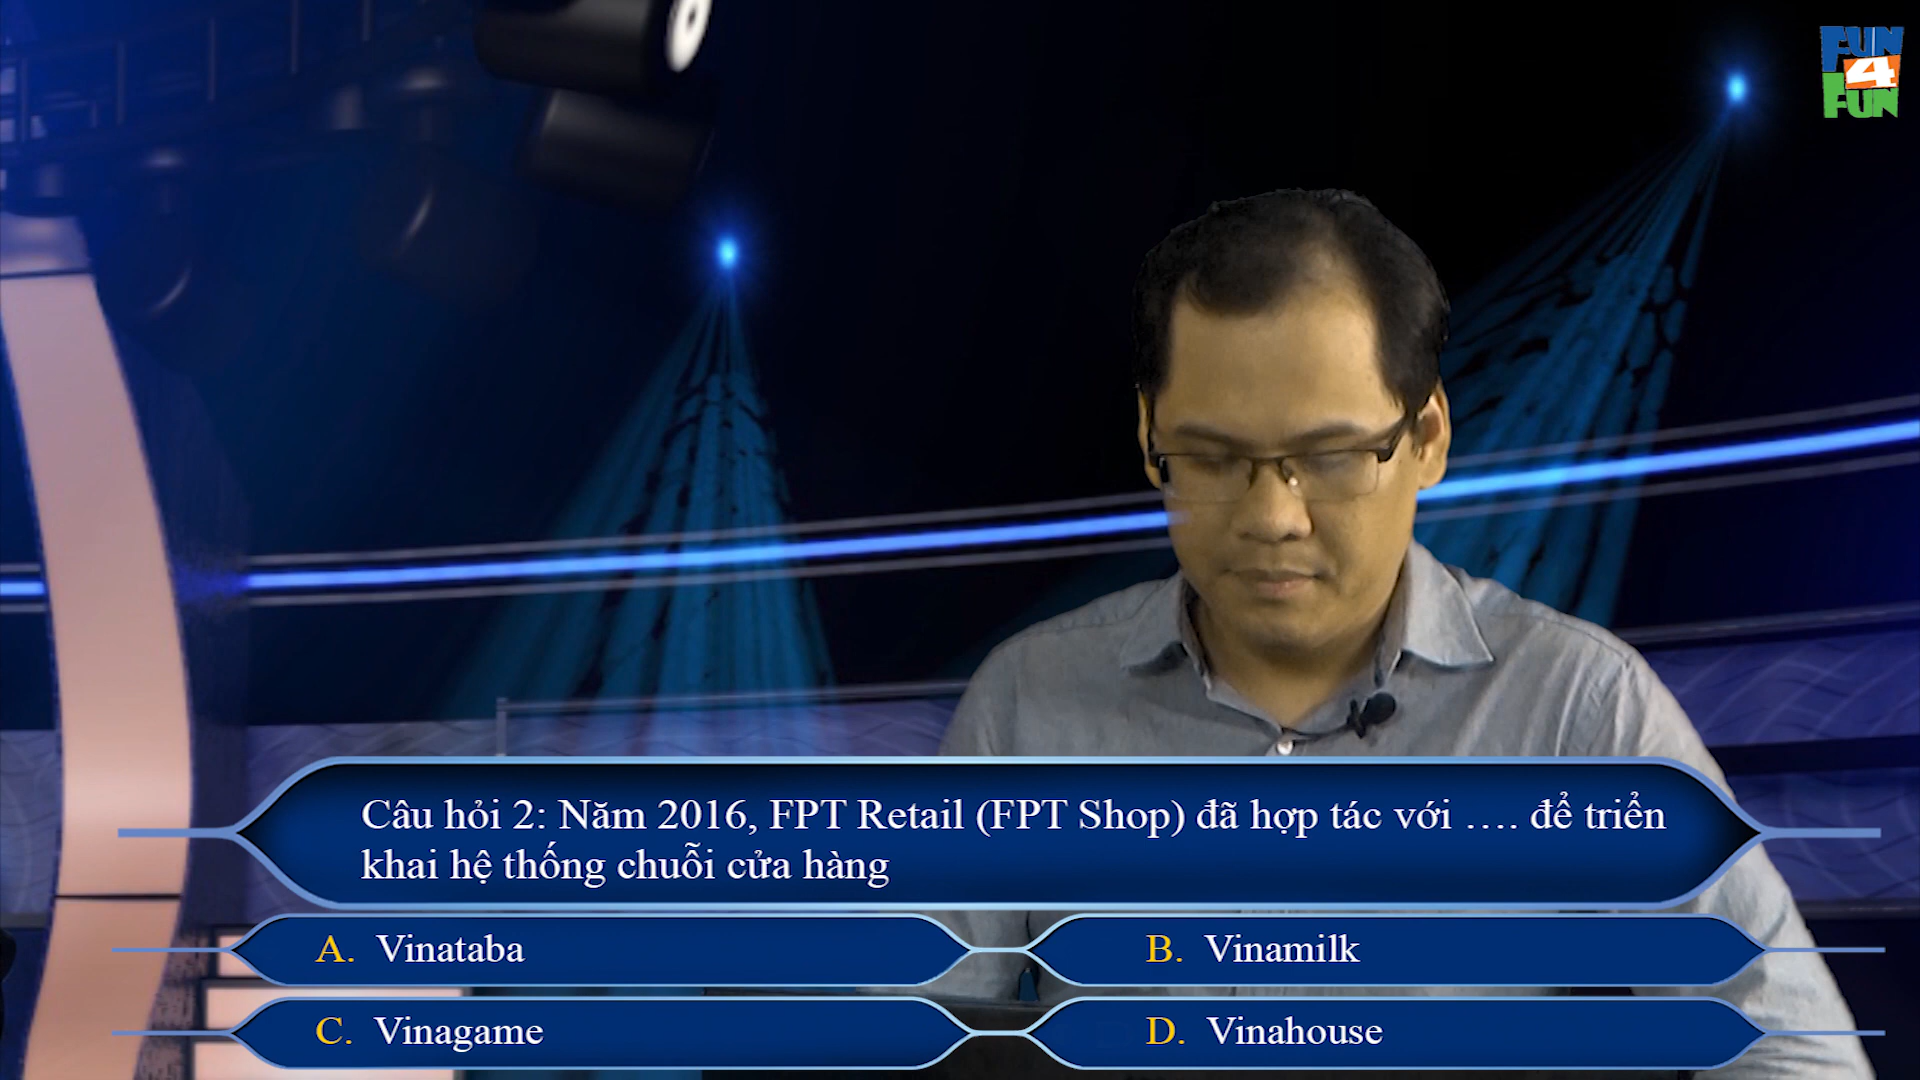 FUN
4
FUN
Câu hỏi 2: Năm 2016, FPT Retail (FPT Shop) đã hợp tác với …. để triển
khai hệ thống chuỗi cửa hàng
A. Vinataba
B. Vinamilk
C. Vinagame
D. Vinahouse